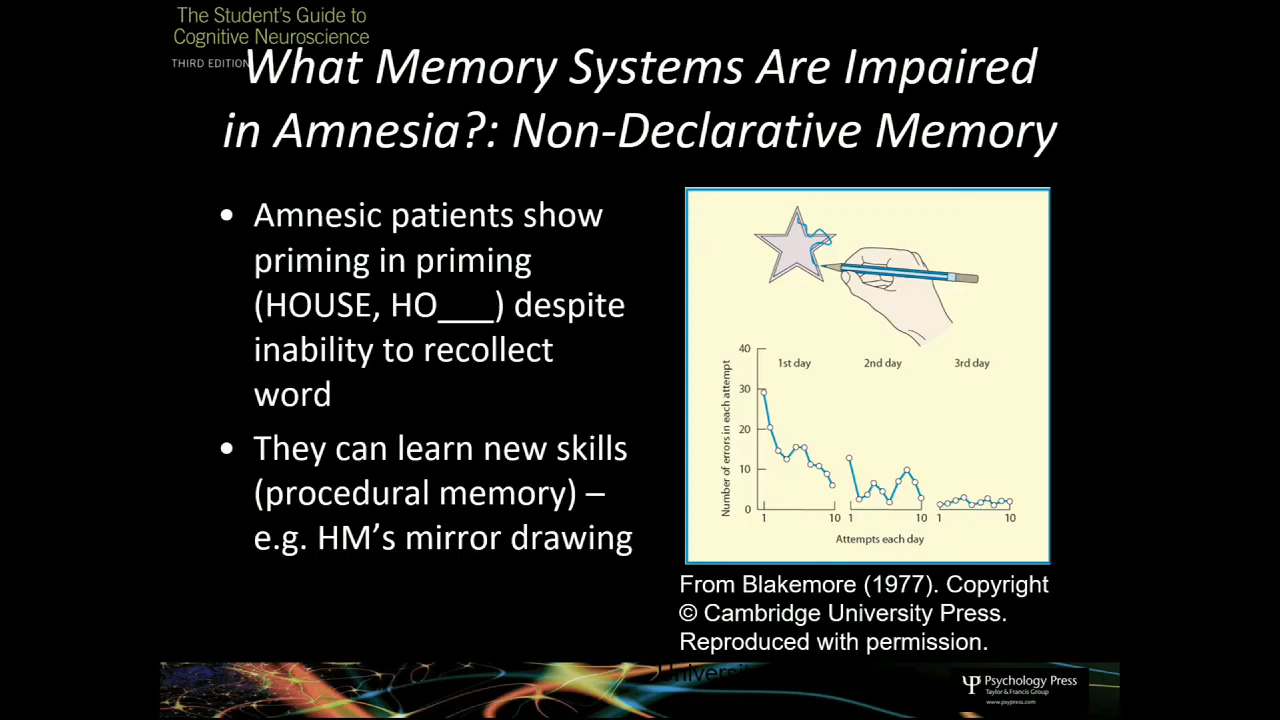 The Student's Guide to
Cognitive Neuroscience
THIRD EDITION
What Memory Systems Are Impaired
in Amnesia?: Non-Declarative Memory
• Amnesic patients show
priming in priming
(HOUSE, HO___) despite
inability to recollect
word
• They can learn new skills
(procedural memory) –
e.g. HM's mirror drawing
40
30
20
10
0
Number of errors in each attempt
1st day
2nd day
3rd day
1
10
1
10
1
10
Attempts each day
From Blakemore (1977). Copyright
© Cambridge University Press.
Reproduced with permission.
Ψ Psychology Press
Taylor & Francis Group
www.psypress.com